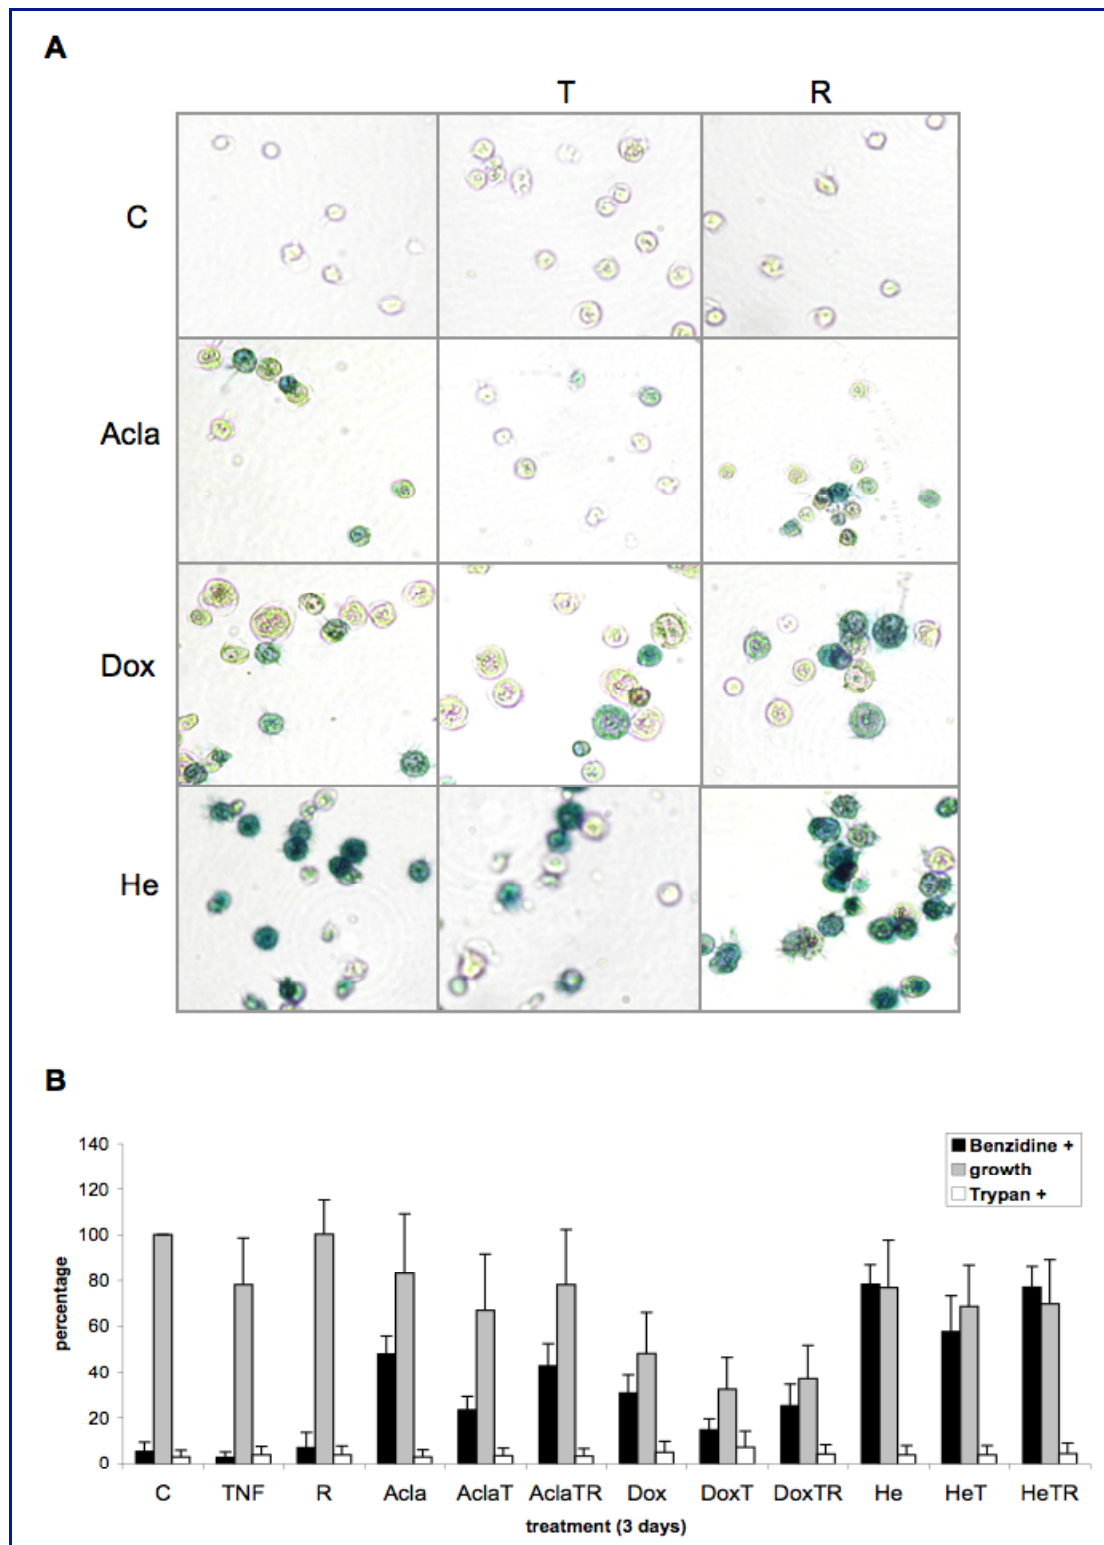 A
T R
C
Acla
Dox
He
B
140
120
100
80
60
40
20
0
percentage
Benzidine +
growth
Trypan +
C TNF R Acla AclaT AclaTR Dox DoxT DoxTR He HeT HeTR
treatment (3 days)